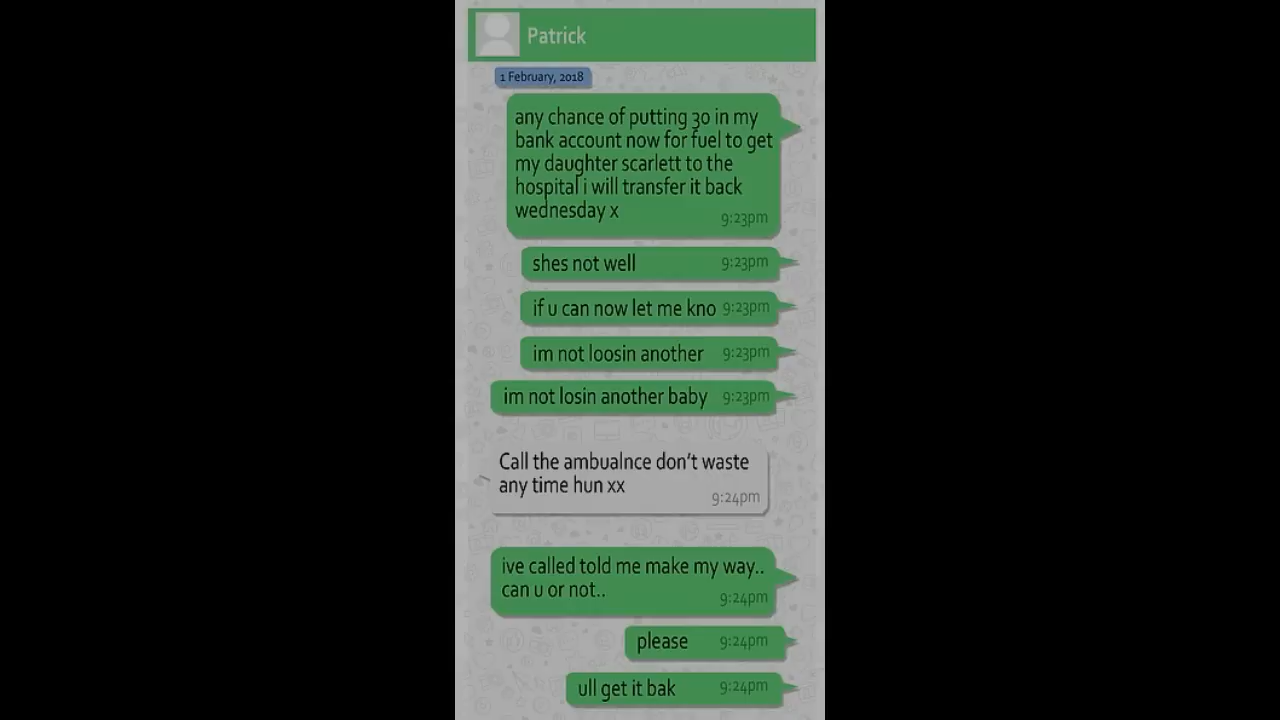 Patrick
1 February, 2018
any chance of putting 30 in my
bank account now for fuel to get
my daughter scarlett to the
hospital i will transfer it back
wednesday x
9:23pm
shes not well 9:23pm
if u can now let me kno 9:23pm
im not loosin another 9:23pm
im not losin another baby 9:23pm
Call the ambualnce don't waste
any time hun xx
9:24pm
ive called told me make my way..
can u or not..
9:24pm
please 9:24pm
ull get it bak 9:24pm